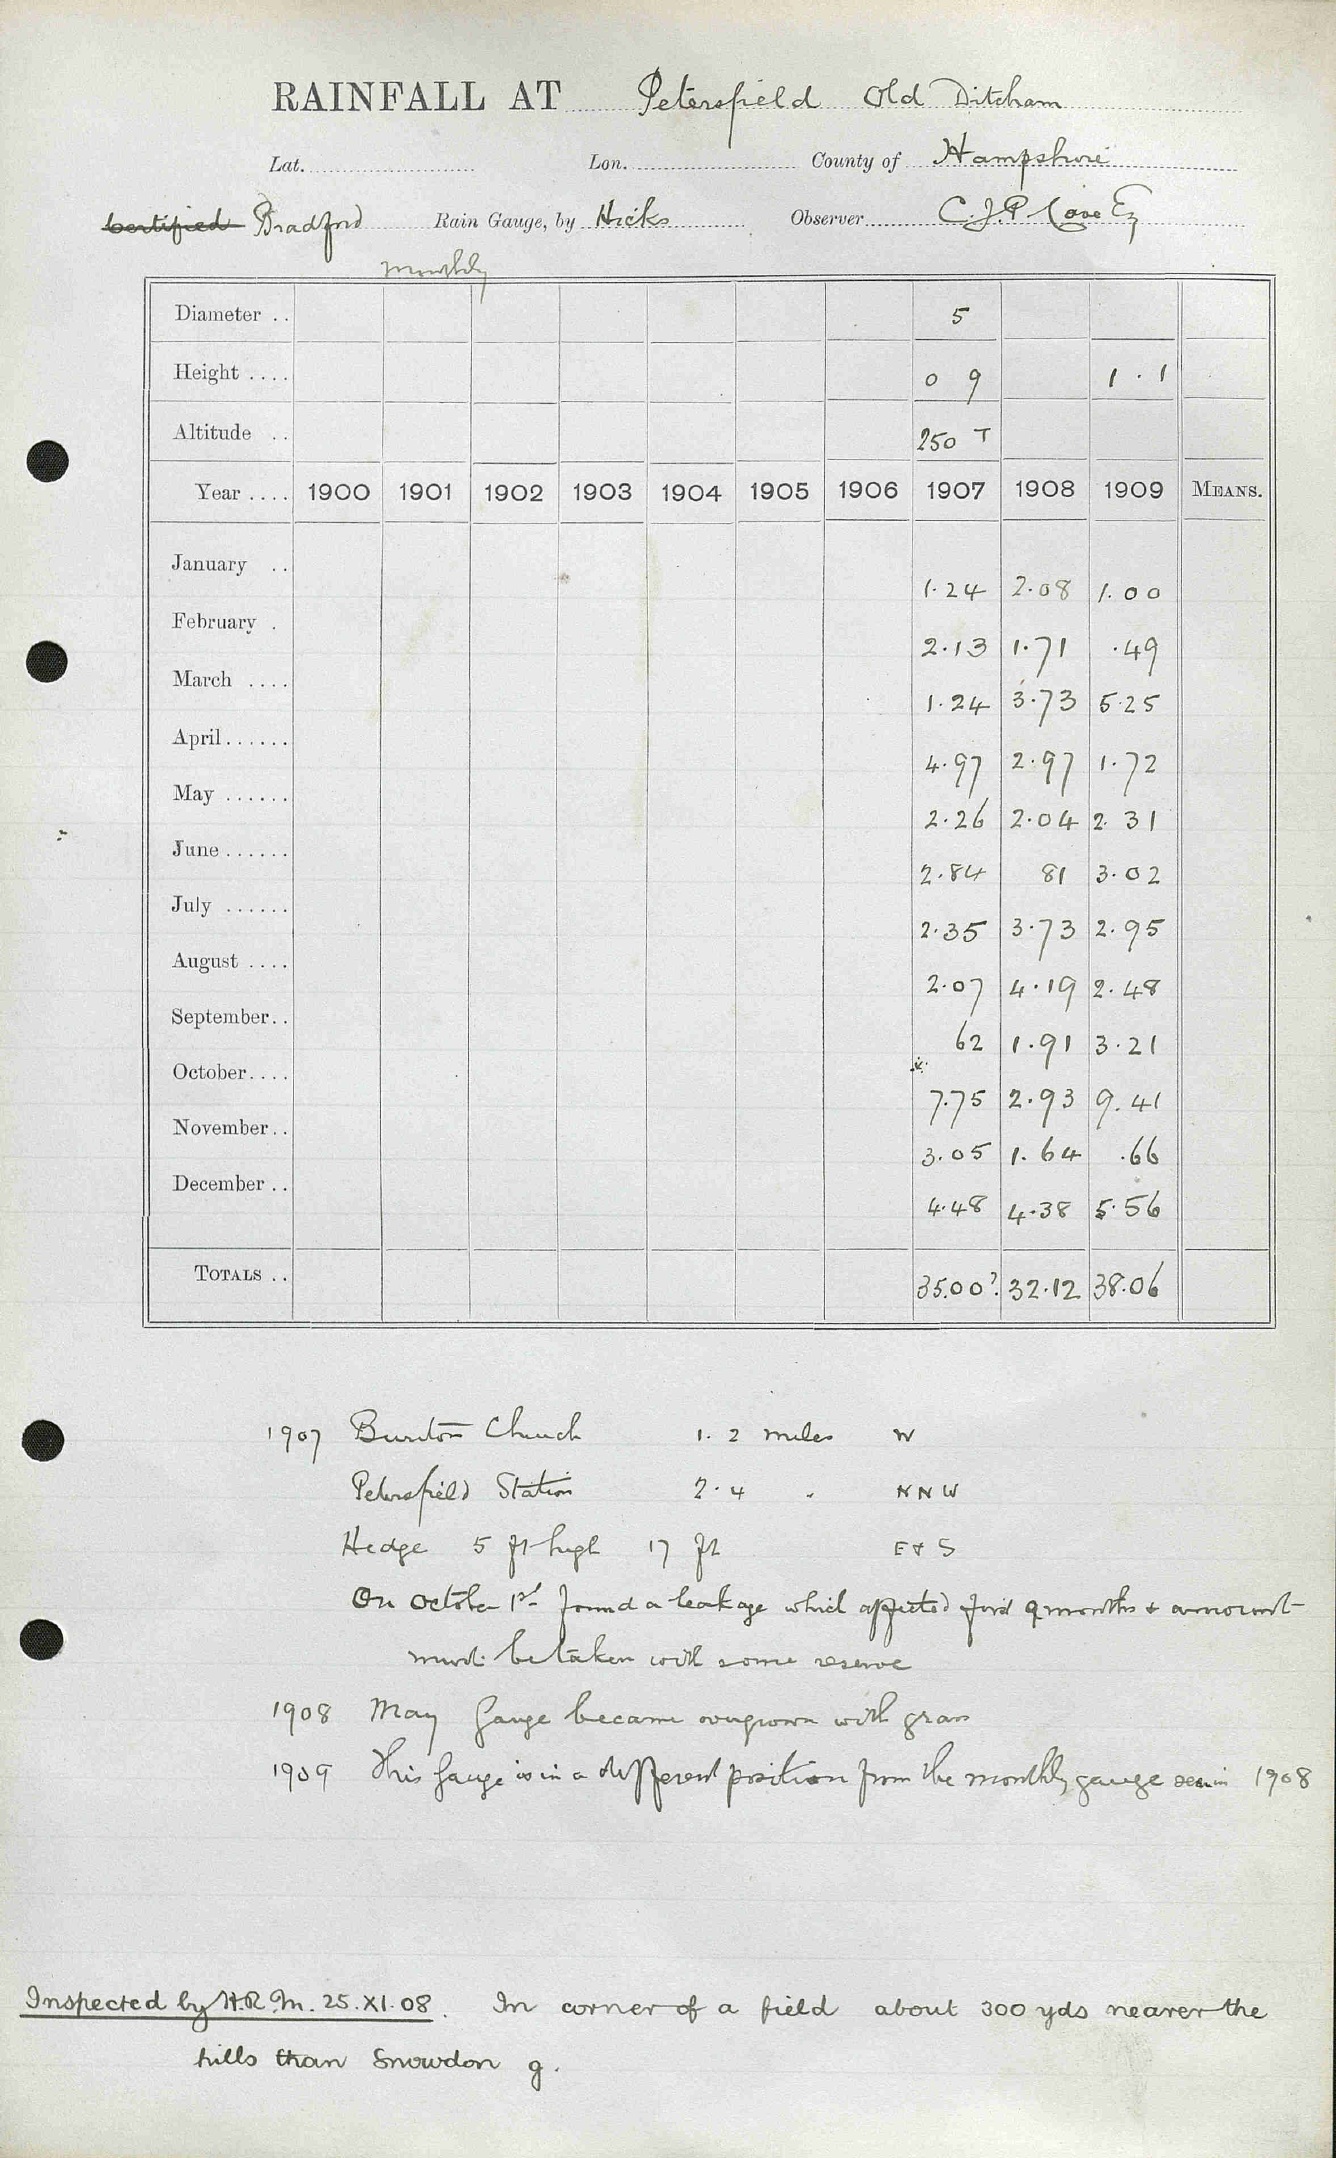 RAINFALL AT Petersfield Old Ditcham
Lat. Lon. County of Hampshire
Certified Bradford Rain Gauge, by Hicks Observer C.J.P. Cave Esq
Monthly
Diameter .. 5
Height .... 0 9 1.1
Altitude .. 250 T
Year .... 1900 1901 1902 1903 1904 1905 1906 1907 1908 1909 MEANS.
January .. 1.24 2.08 1.00
February . 2.13 1.71 .49
March .... 1.24 3.73 5.25
April...... 4.97 2.97 1.72
May ...... 2.26 2.04 2.31
June...... 2.84 81 3.02
July ...... 2.35 3.73 2.95
August .... 2.07 4.19 2.48
September.. 62 1.91 3.21
October.... 7.75 2.93 9.41
November.. 3.05 1.64 .66
December .. 4.48 4.38 5.56
TOTALS .. 35.00?. 32.12 38.06
1907 Buriton Church 1.2 miles W
Petersfield Station 2.4 " NNW
Hedge 5 ft high 17 ft E & S
On October 1st found a leakage which affected first 9 months & amount
must be taken with some reserve
1908 May Gauge became overgrown with grass
1909 This gauge is in a different position from the monthly gauge seen in 1908
Inspected by H.R.M. 25.XI.08. In corner of a field about 300 yds nearer the
hills than Snowdon g.